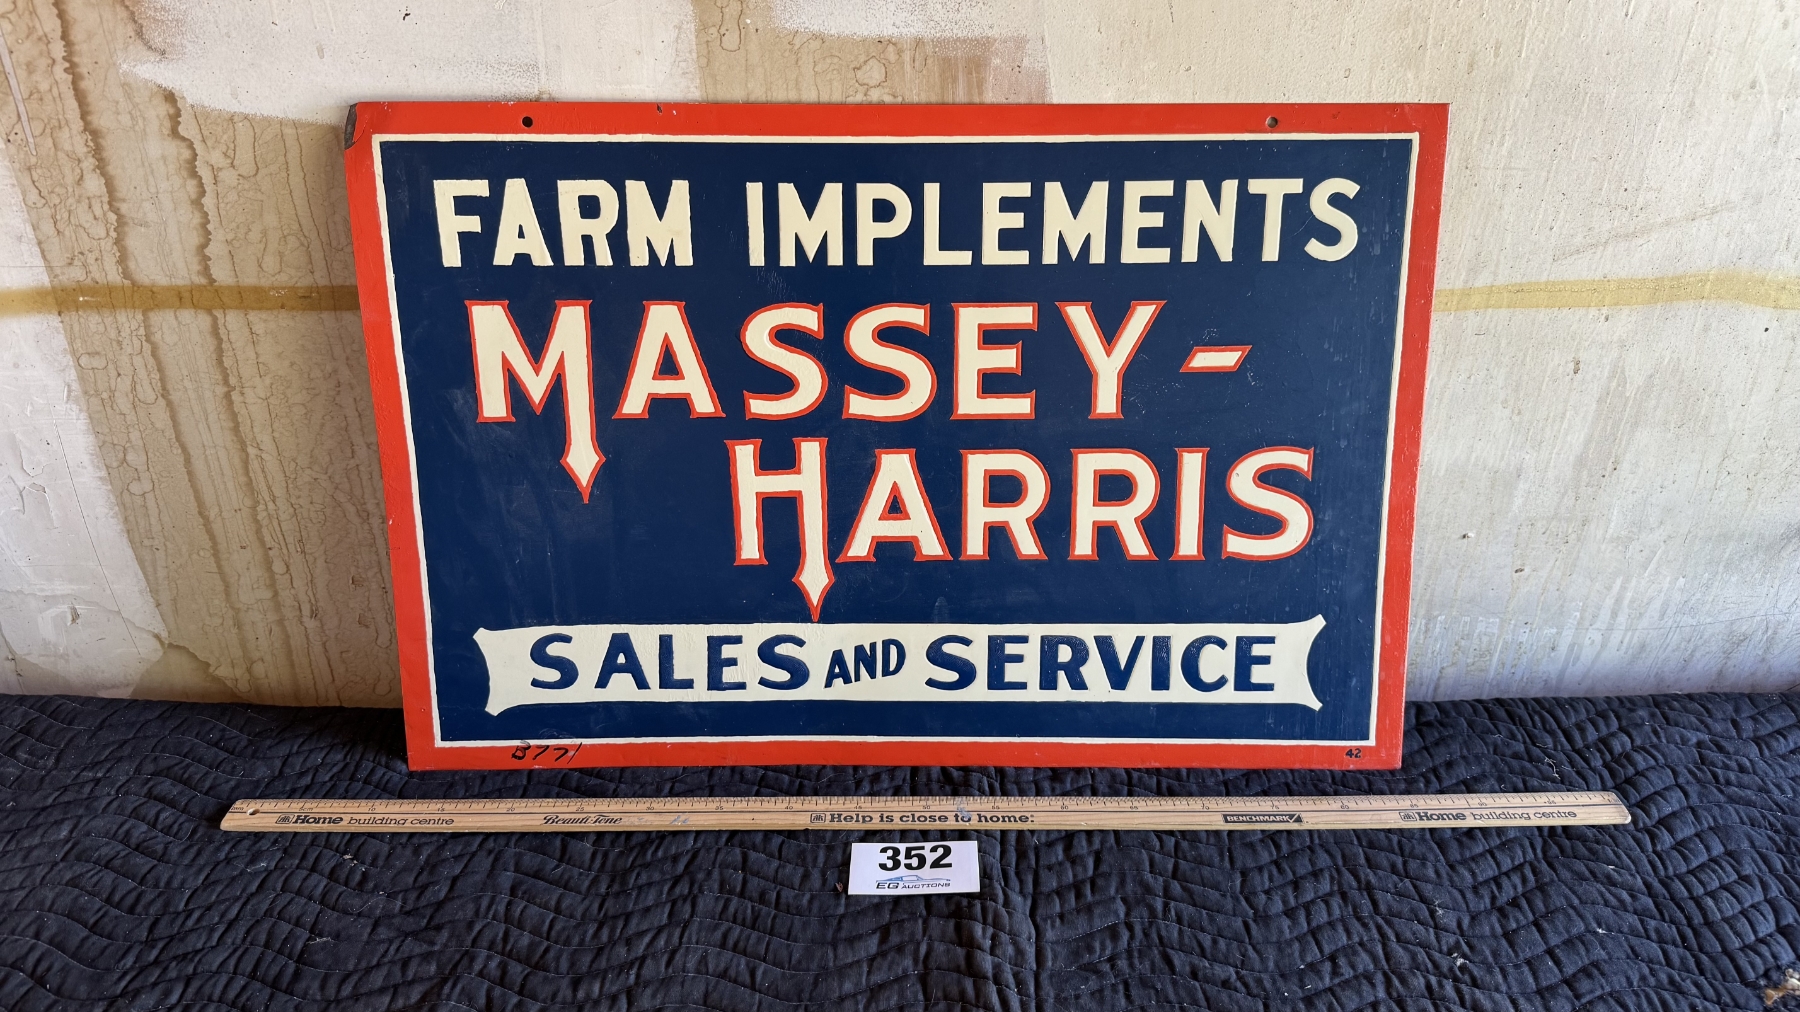 FARM IMPLEMENTS
MASSEY-
HARRIS
SALES AND SERVICE
B771
42
Home building centre Beauti-Tone Help is close to home: BENCHMARK Home building centre
352
EG AUCTIONS